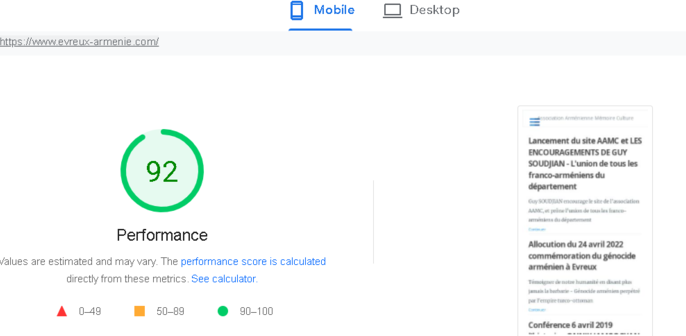 Mobile
Desktop
https://www.evreux-armenie.com/
Association Arménienne Mémoire Culture
Lancement du site AAMC et LES
ENCOURAGEMENTS DE GUY
SOUDJIAN - L'union de tous les
franco-arméniens du
département
Guy SOUDJIAN encourage le site de l'association
AAMC, et prône l'union de tous les franco-
arméniens du département
Allocution du 24 avril 2022
commémoration du génocide
arménien à Evreux
Témoigner de notre humanité en disant plus
jamais la barbarie - Génocide arménien perpétré
par l'empire turco-ottoman
Conférence 6 avril 2019
92
Performance
Values are estimated and may vary. The performance score is calculated
directly from these metrics. See calculator.
0–49
50–89
90–100